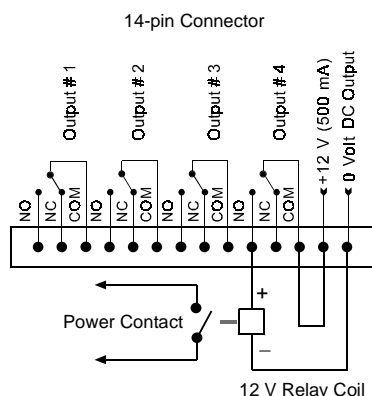 14-pin Connector
Output # 1
Output # 2
Output # 3
Output # 4
+12 V (500 mA)
0 Volt DC Output
NO
NC
COM
NO
NC
COM
NO
NC
COM
NO
NC
COM
+
Power Contact
−
12 V Relay Coil